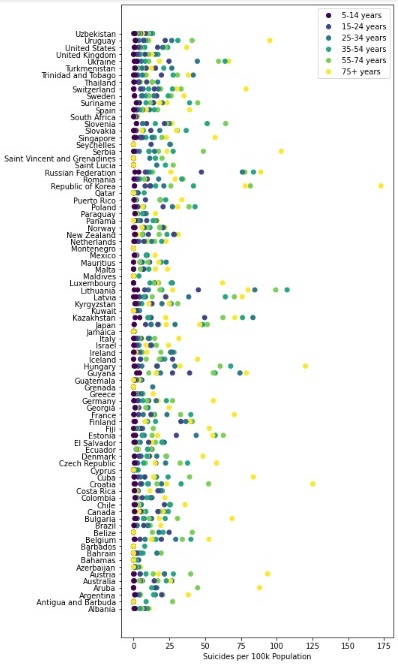 5-14 years
15-24 years
25-34 years
35-54 years
55-74 years
75+ years
Uzbekistan
Uruguay
United States
United Kingdom
Ukraine
Turkmenistan
Trinidad and Tobago
Thailand
Switzerland
Sweden
Suriname
Spain
South Africa
Slovenia
Slovakia
Singapore
Seychelles
Serbia
Saint Vincent and Grenadines
Saint Lucia
Russian Federation
Romania
Republic of Korea
Qatar
Puerto Rico
Poland
Paraguay
Panama
Norway
New Zealand
Netherlands
Montenegro
Mexico
Mauritius
Malta
Maldives
Luxembourg
Lithuania
Latvia
Kyrgyzstan
Kuwait
Kazakhstan
Japan
Jamaica
Italy
Israel
Ireland
Iceland
Hungary
Guyana
Guatemala
Grenada
Greece
Germany
Georgia
France
Finland
Fiji
Estonia
El Salvador
Ecuador
Denmark
Czech Republic
Cyprus
Cuba
Croatia
Costa Rica
Colombia
Chile
Canada
Bulgaria
Brazil
Belize
Belgium
Barbados
Bahrain
Bahamas
Azerbaijan
Austria
Australia
Aruba
Argentina
Antigua and Barbuda
Albania
0 25 50 75 100 125 150 175
Suicides per 100k Population